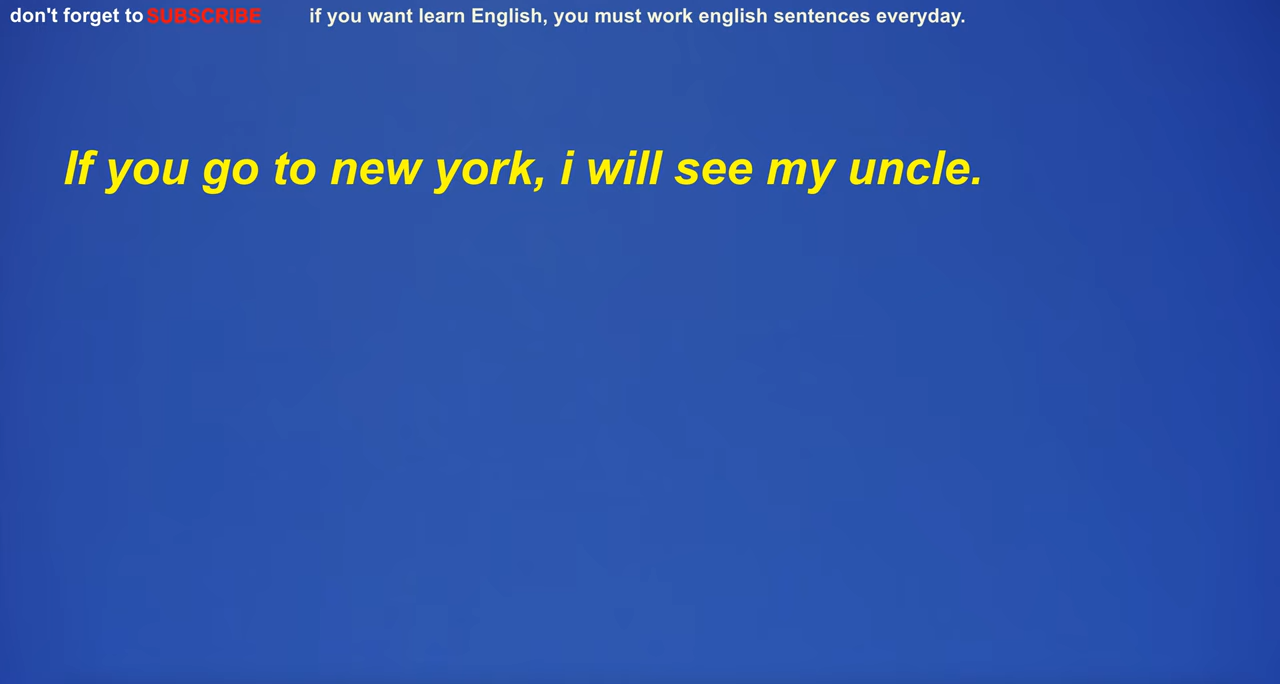 don't forget to SUBSCRIBE if you want learn English, you must work english sentences everyday.
If you go to new york, i will see my uncle.